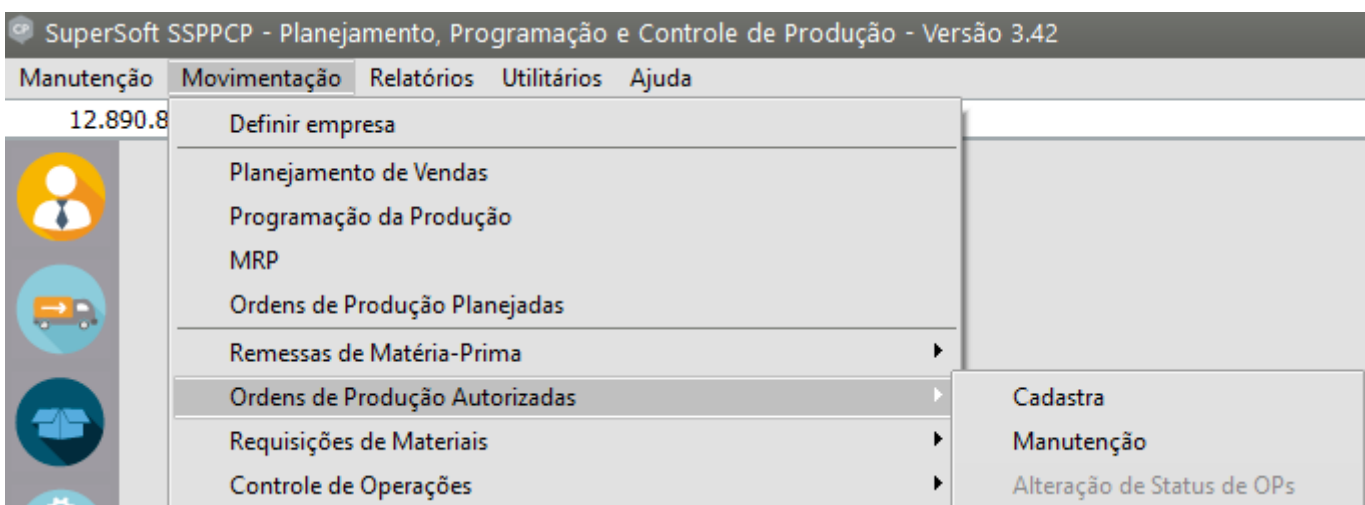 SuperSoft SSPPCP - Planejamento, Programação e Controle de Produção - Versão 3.42
Manutenção Movimentação Relatórios Utilitários Ajuda
12.890.8
Definir empresa
Planejamento de Vendas
Programação da Produção
MRP
Ordens de Produção Planejadas
Remessas de Matéria-Prima
Ordens de Produção Autorizadas
Cadastra
Requisições de Materiais
Manutenção
Controle de Operações
Alteração de Status de OPs